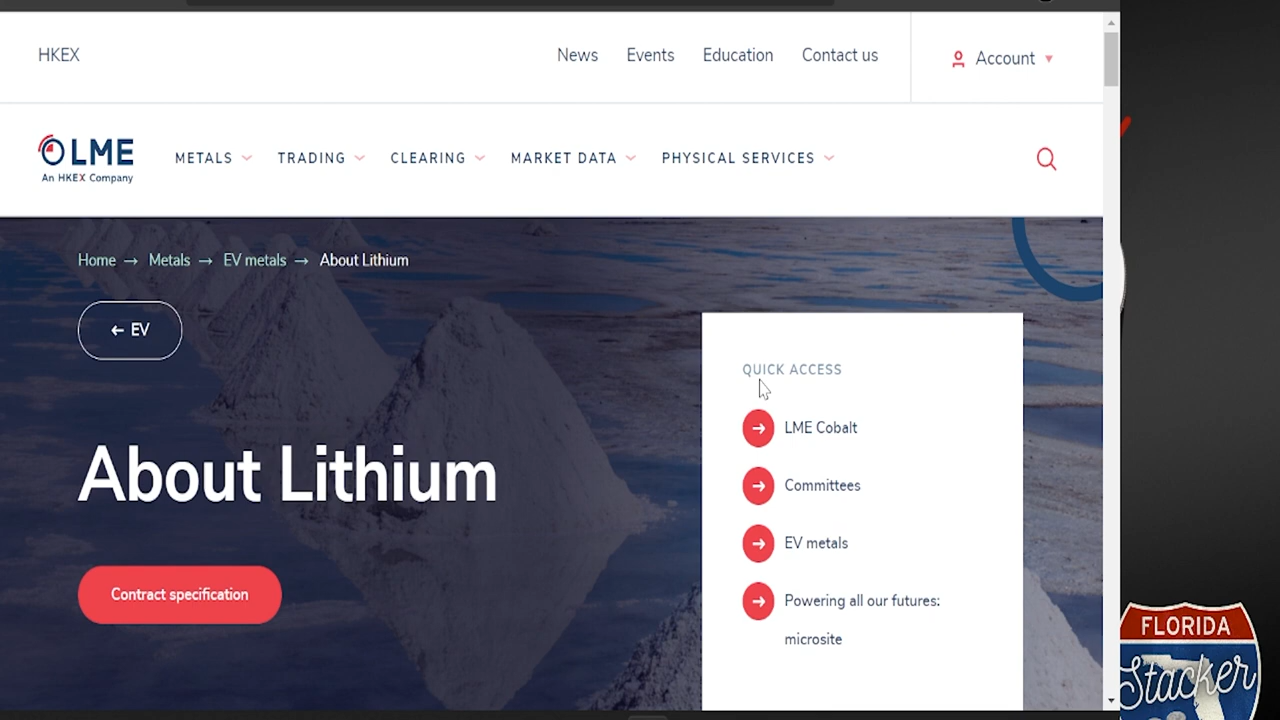 HKEX
News Events Education Contact us
Account
LME
An HKEX Company
METALS TRADING CLEARING MARKET DATA PHYSICAL SERVICES
Home → Metals → EV metals → About Lithium
← EV
About Lithium
Contract specification
QUICK ACCESS
LME Cobalt
Committees
EV metals
Powering all our futures:
microsite
FLORIDA
Stacker